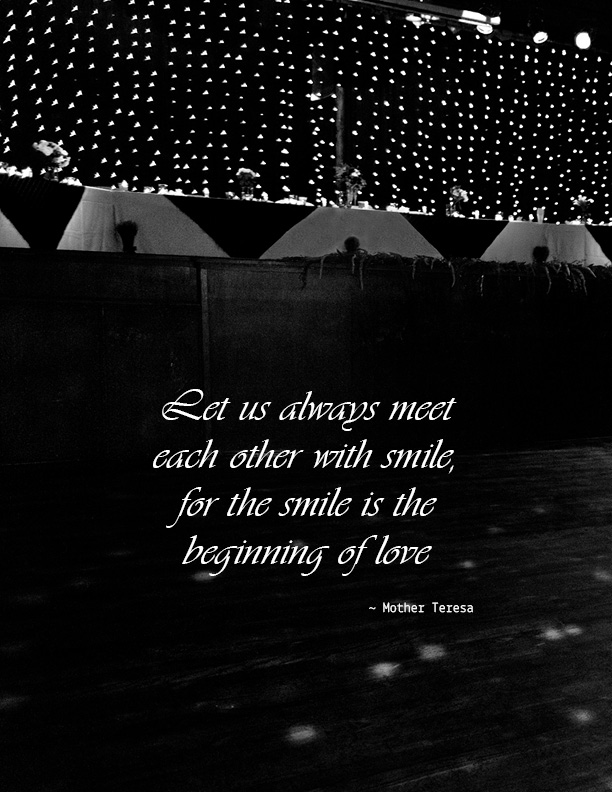 Let us always meet
each other with smile,
for the smile is the
beginning of love
~ Mother Teresa